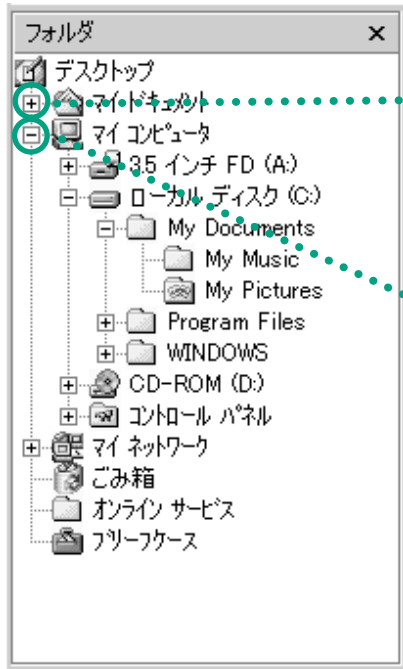 フォルダ ×
デスクトップ
マイ ドキュメント
マイ コンピュータ
3.5 インチ FD (A:)
ローカル ディスク (C:)
My Documents
My Music
My Pictures
Program Files
WINDOWS
CD-ROM (D:)
コントロール パネル
マイ ネットワーク
ごみ箱
オンライン サービス
ブリーフケース